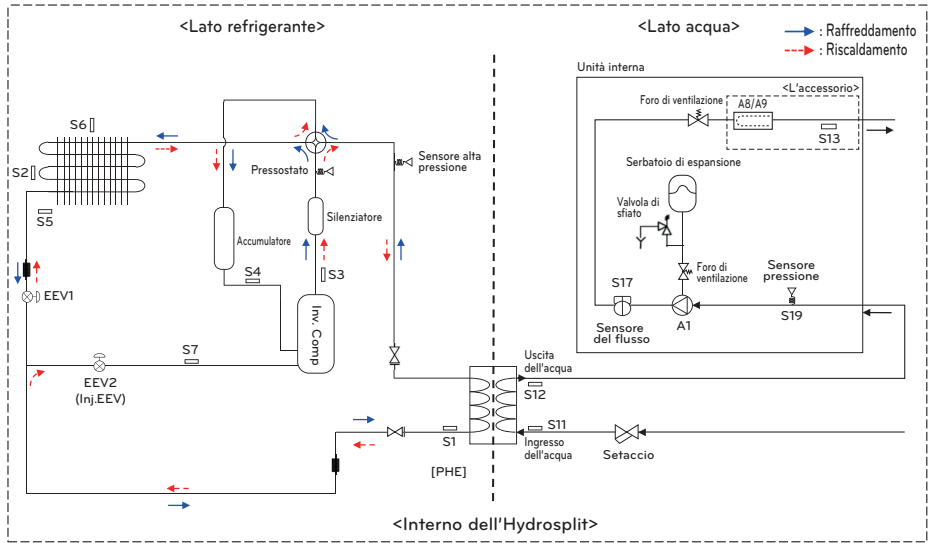 <Lato refrigerante>
<Lato acqua>
: Raffreddamento
: Riscaldamento
Unità interna
<L'accessorio>
Foro di ventilazione
A8/A9
S13
S6
S2
S5
Pressostato
Sensore alta
pressione
Serbatoio di espansione
Silenziatore
Valvola di
sfiato
Accumulatore
S4
S3
Foro di
ventilazione
Sensore
pressione
S17
EEV1
Inv. Comp
Sensore
del flusso
A1
S19
S7
EEV2
(Inj.EEV)
Uscita
dell'acqua
S12
S1
S11
Ingresso
dell'acqua
Setaccio
[PHE]
<Interno dell'Hydrosplit>